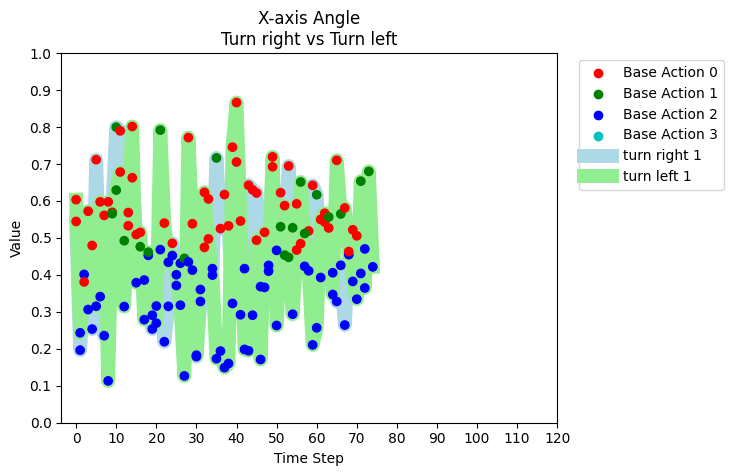 X-axis Angle
Turn right vs Turn left
1.0
0.9
0.8
0.7
0.6
0.5
0.4
0.3
0.2
0.1
0.0
Value
0 10 20 30 40 50 60 70 80 90 100 110 120
Time Step
Base Action 0
Base Action 1
Base Action 2
Base Action 3
turn right 1
turn left 1